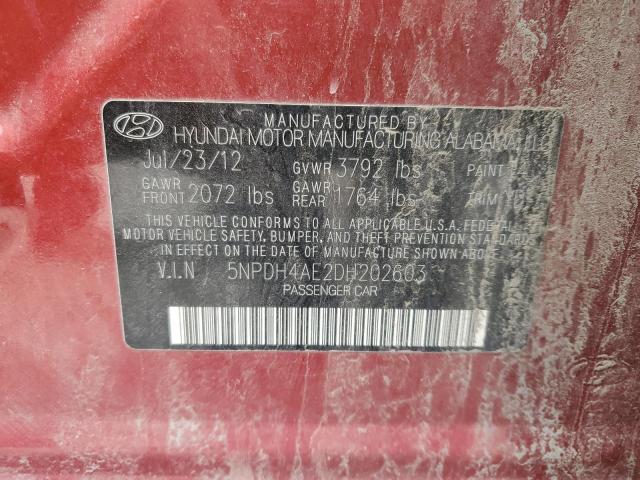 MANUFACTURED BY
HYUNDAI MOTOR MANUFACTURING ALABAMA, LLC
Jul/23/12 GVWR 3792 lbs PAINT
GAWR FRONT 2072 lbs GAWR REAR 1764 lbs TRIM
THIS VEHICLE CONFORMS TO ALL APPLICABLE U.S.A. FEDERAL
MOTOR VEHICLE SAFETY, BUMPER, AND THEFT PREVENTION STANDARDS
IN EFFECT ON THE DATE OF MANUFACTURE SHOWN ABOVE.
V.I.N 5NPDH4AE2DH202603
PASSENGER CAR